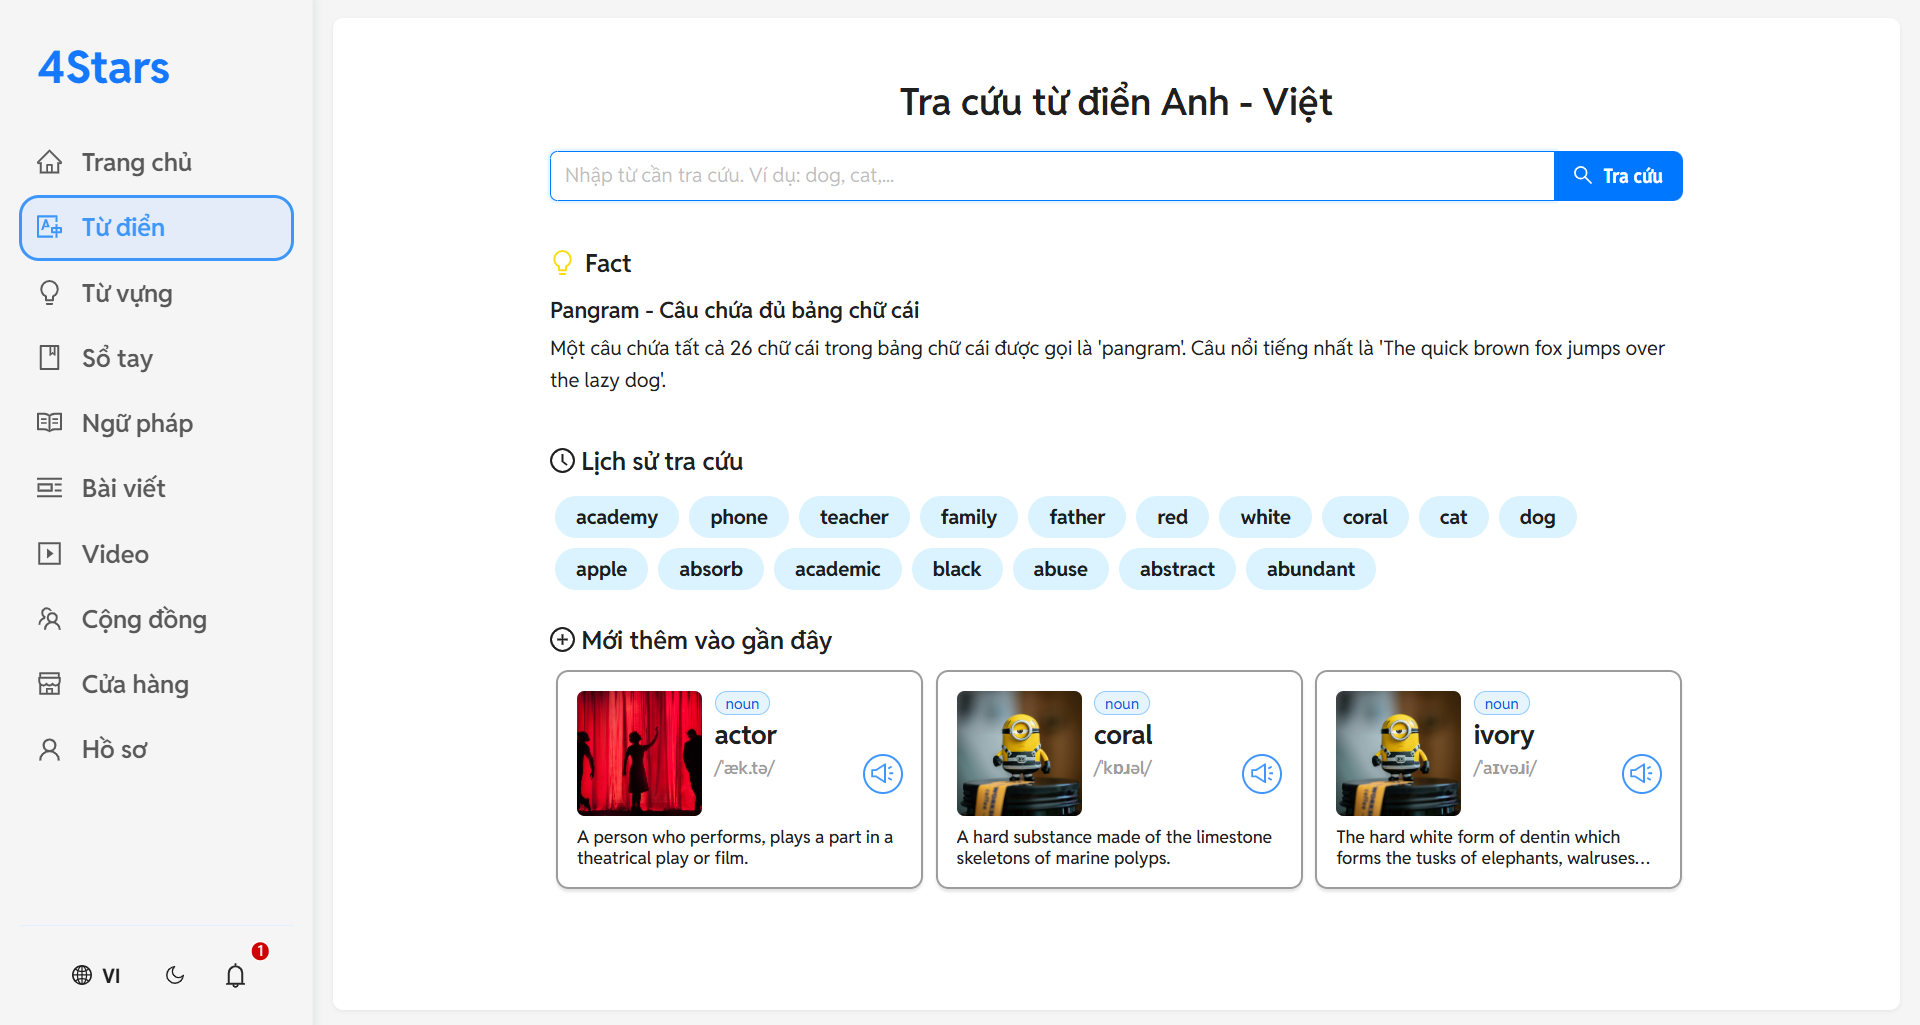 4Stars
Trang chủ
Từ điển
Từ vựng
Sổ tay
Ngữ pháp
Bài viết
Video
Cộng đồng
Cửa hàng
Hồ sơ
VI
1
Tra cứu từ điển Anh - Việt
Nhập từ cần tra cứu. Ví dụ: dog, cat,...
Tra cứu
Fact
Pangram - Câu chứa đủ bảng chữ cái
Một câu chứa tất cả 26 chữ cái trong bảng chữ cái được gọi là 'pangram'. Câu nổi tiếng nhất là 'The quick brown fox jumps over
the lazy dog'.
Lịch sử tra cứu
academy phone teacher family father red white coral cat dog
apple absorb academic black abuse abstract abundant
Mới thêm vào gần đây
noun
actor
/ˈæk.tə/
A person who performs, plays a part in a
theatrical play or film.
noun
coral
/ˈkɒɹəl/
A hard substance made of the limestone
skeletons of marine polyps.
noun
ivory
/ˈaɪvəɹi/
The hard white form of dentin which
forms the tusks of elephants, walruses...